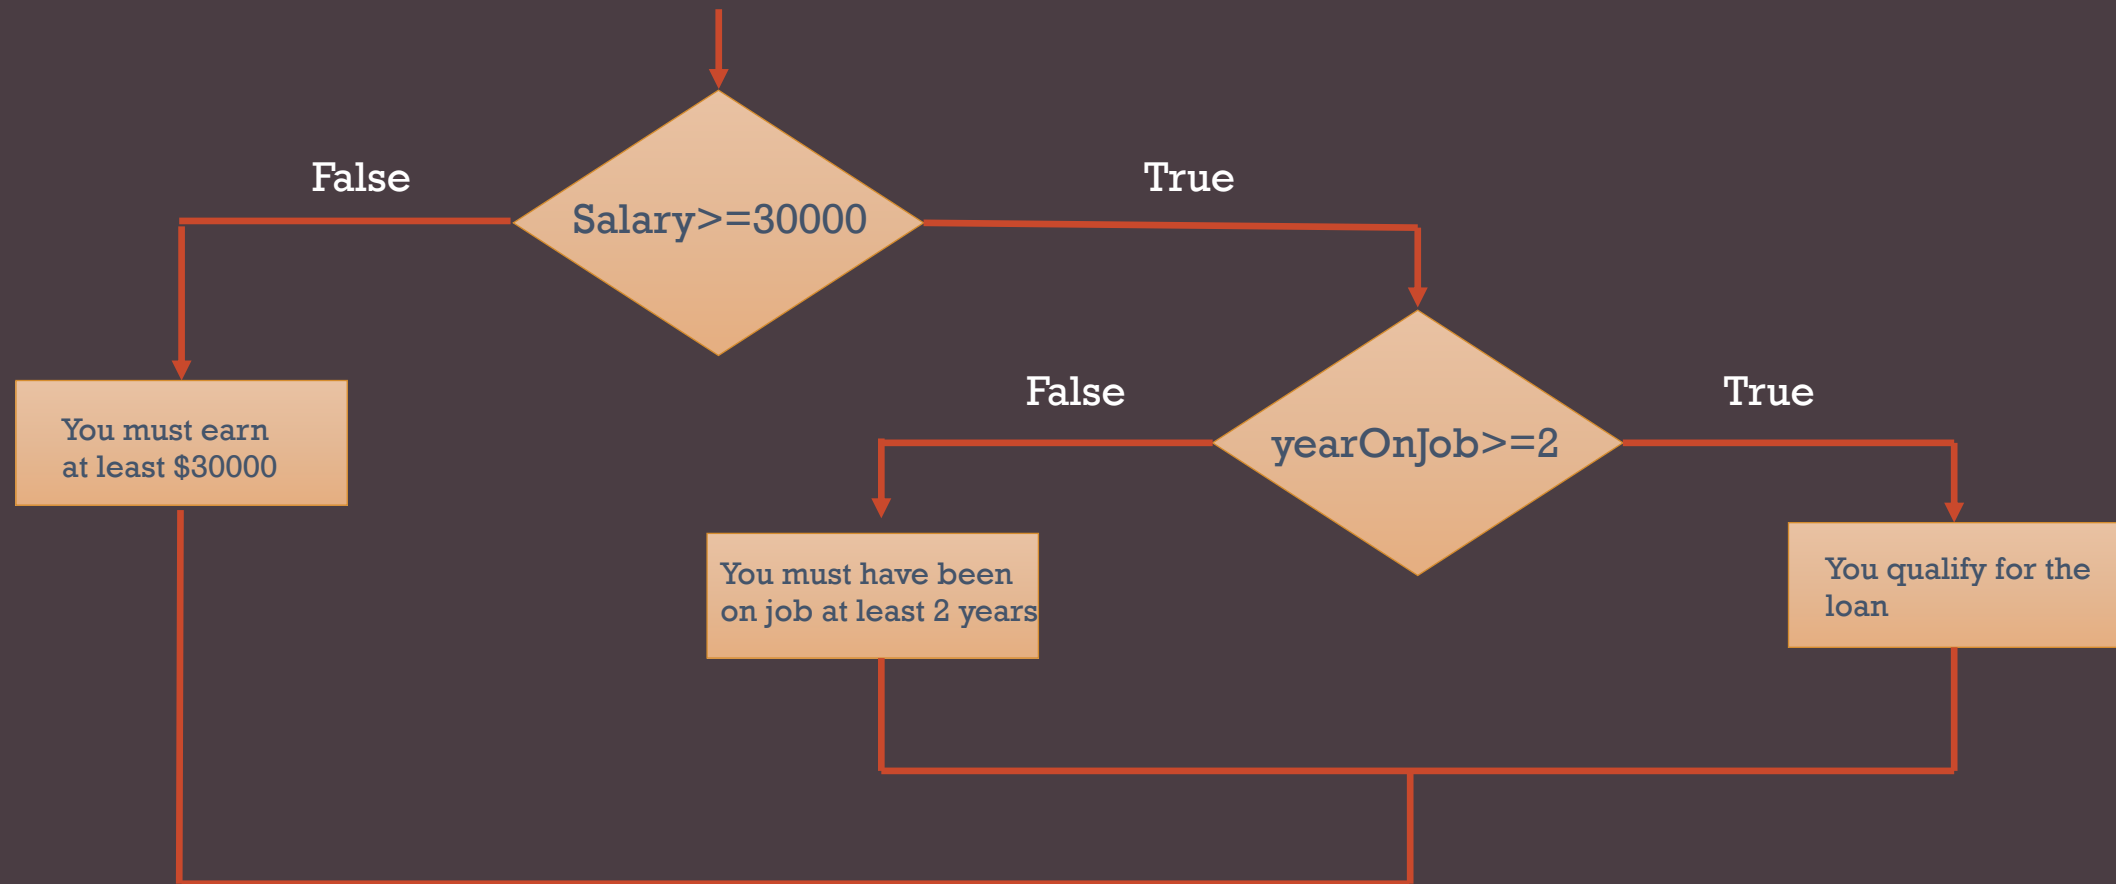 False
True
Salary>=30000
False
True
You must earn
at least $30000
yearOnJob>=2
You must have been
on job at least 2 years
You qualify for the
loan